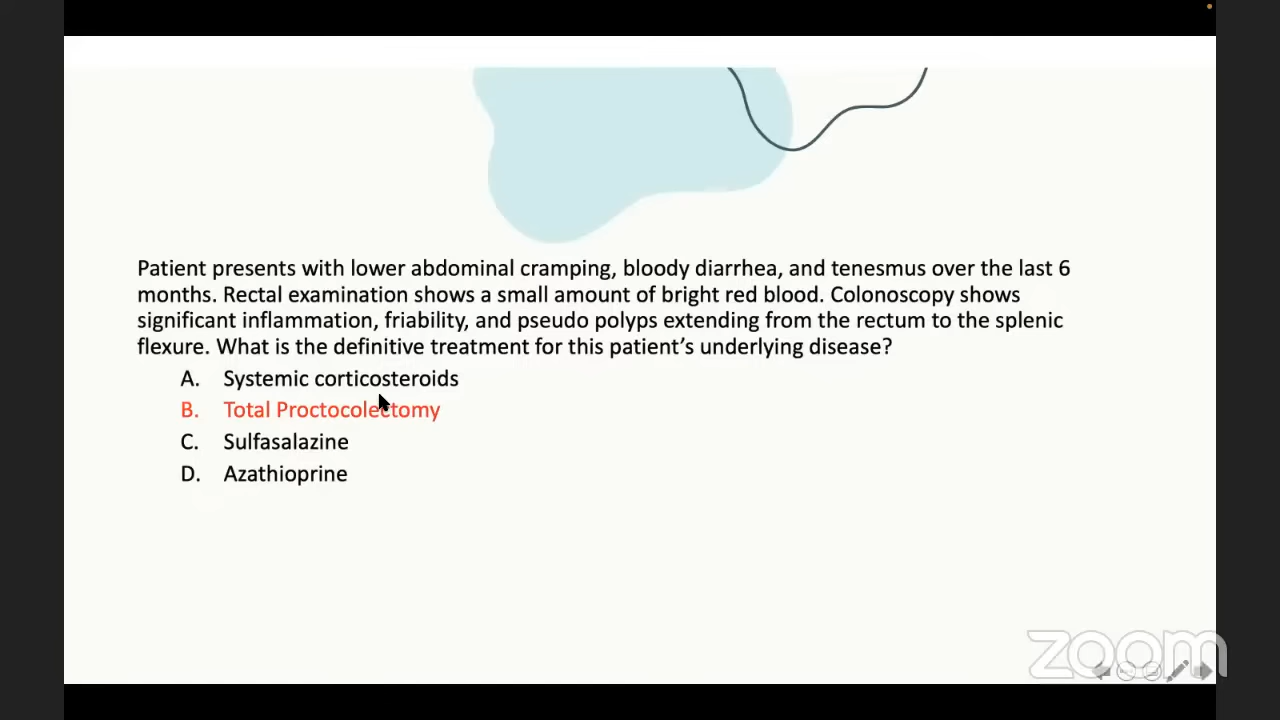 Patient presents with lower abdominal cramping, bloody diarrhea, and tenesmus over the last 6
months. Rectal examination shows a small amount of bright red blood. Colonoscopy shows
significant inflammation, friability, and pseudo polyps extending from the rectum to the splenic
flexure. What is the definitive treatment for this patient's underlying disease?
A. Systemic corticosteroids
B. Total Proctocolectomy
C. Sulfasalazine
D. Azathioprine
zoom